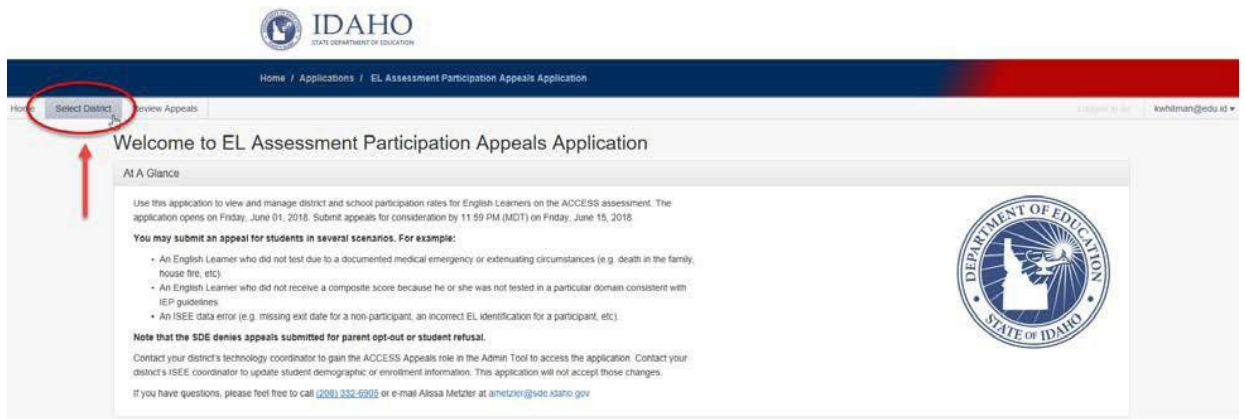 IDAHO
STATE DEPARTMENT OF EDUCATION
Home / Applications / EL Assessment Participation Appeals Application
Home Select District Review Appeals kwhitman@edu.id
Welcome to EL Assessment Participation Appeals Application
At A Glance
Use this application to view and manage district and school participation rates for English Learners on the ACCESS assessment. The
application opens on Friday, June 01, 2018. Submit appeals for consideration by 11:59 PM (MDT) on Friday, June 15, 2018.
You may submit an appeal for students in several scenarios. For example:
• An English Learner who did not test due to a documented medical emergency or extenuating circumstances (e.g. death in the family,
house fire, etc).
• An English Learner who did not receive a composite score because he or she was not tested in a particular domain consistent with
IEP guidelines
• An ISEE data error (e.g. missing exit date for a non-participant, an incorrect EL identification for a participant, etc).
Note that the SDE denies appeals submitted for parent opt-out or student refusal.
Contact your district's technology coordinator to gain the ACCESS Appeals role in the Admin Tool to access the application. Contact your
district's ISEE coordinator to update student demographic or enrollment information. This application will not accept those changes.
If you have questions, please feel free to call (208) 332-6905 or e-mail Alissa Metzler at ametzler@sde.idaho.gov
DEPARTMENT OF EDUCATION
STATE OF IDAHO